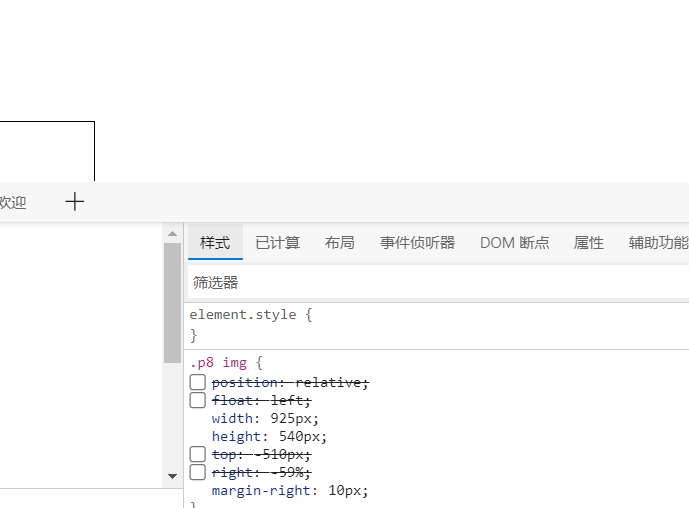 欢迎
样式 已计算 布局 事件侦听器 DOM 断点 属性 辅助功能
筛选器
element.style {
}
.p8 img {
position: relative;
float: left;
width: 925px;
height: 540px;
top: -510px;
right: -59%;
margin-right: 10px;
}